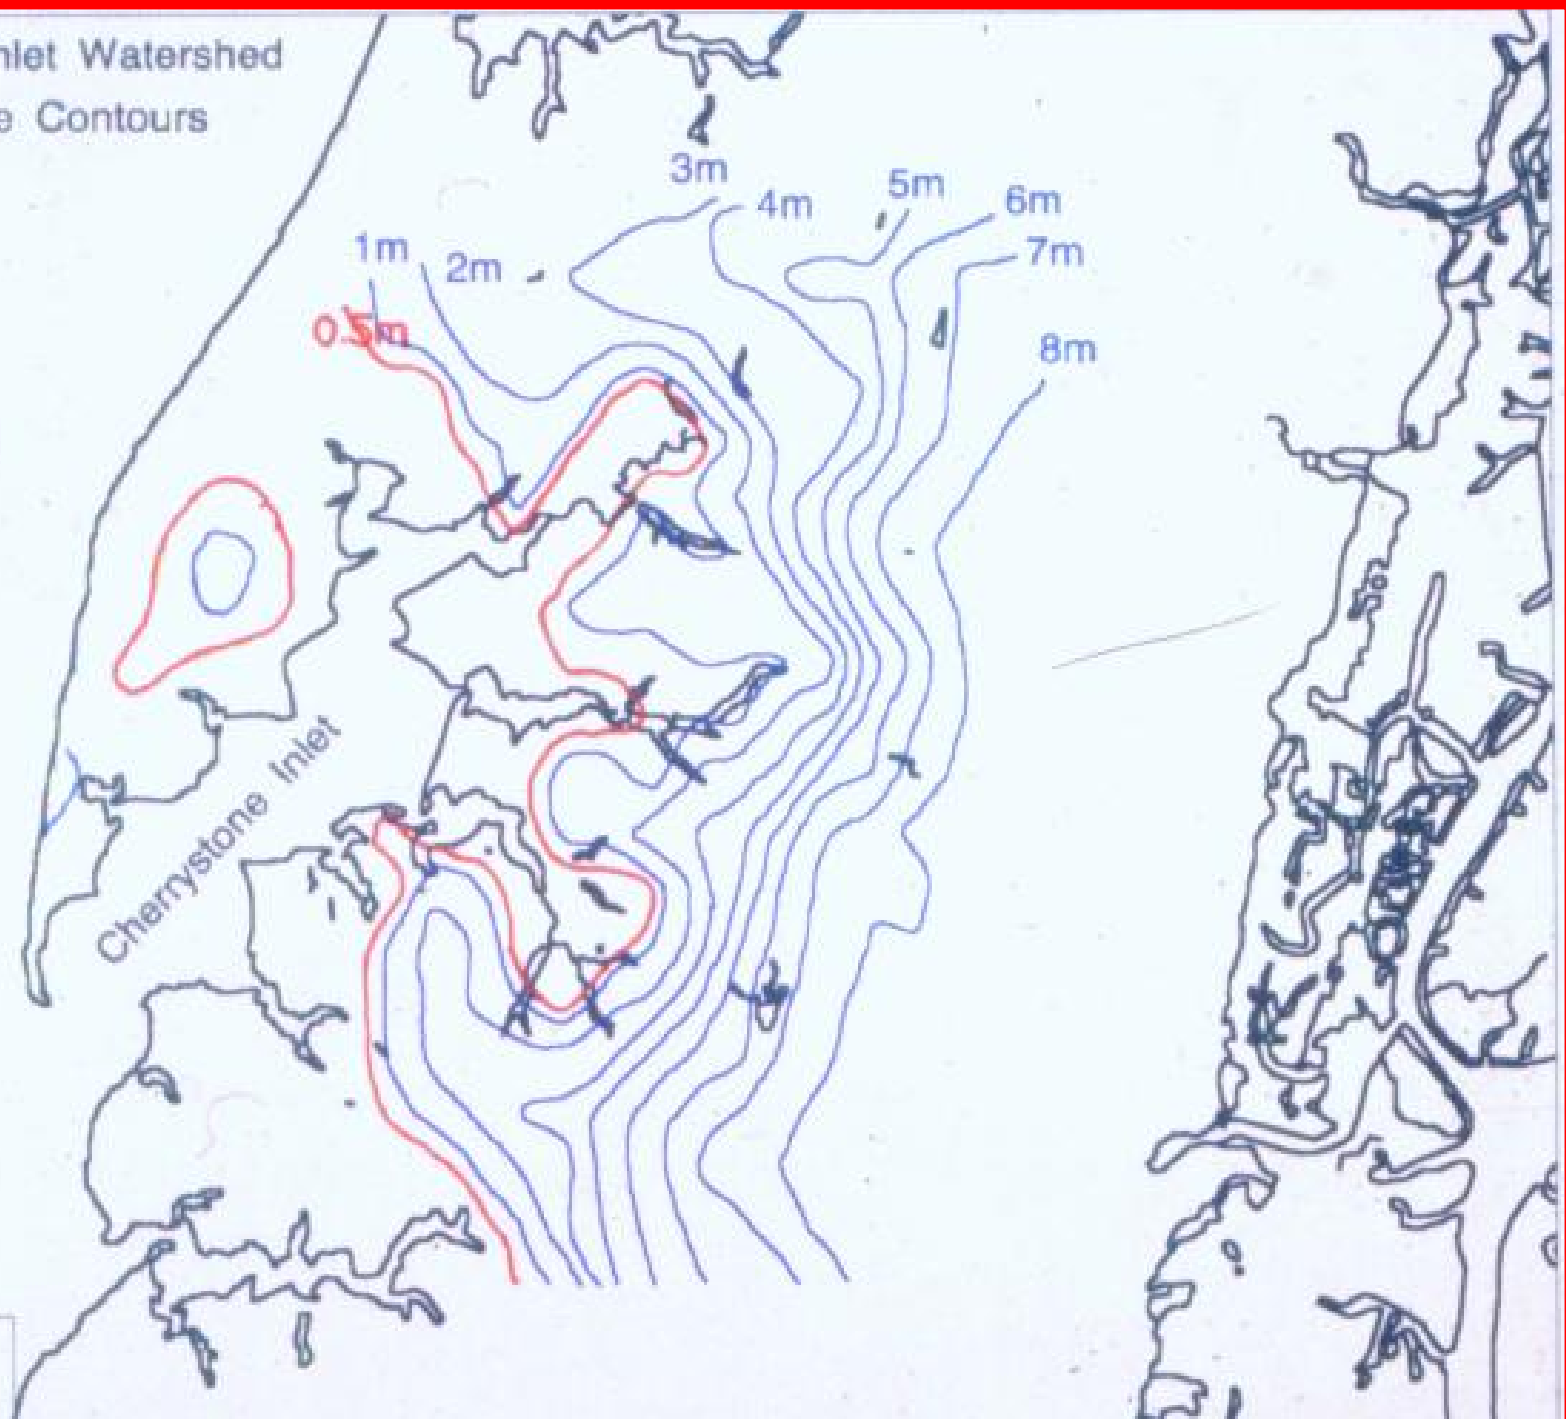 nlet Watershed
e Contours
3m
4m
5m
6m
7m
1m
2m
0.5m
8m
Cherrystone Inlet